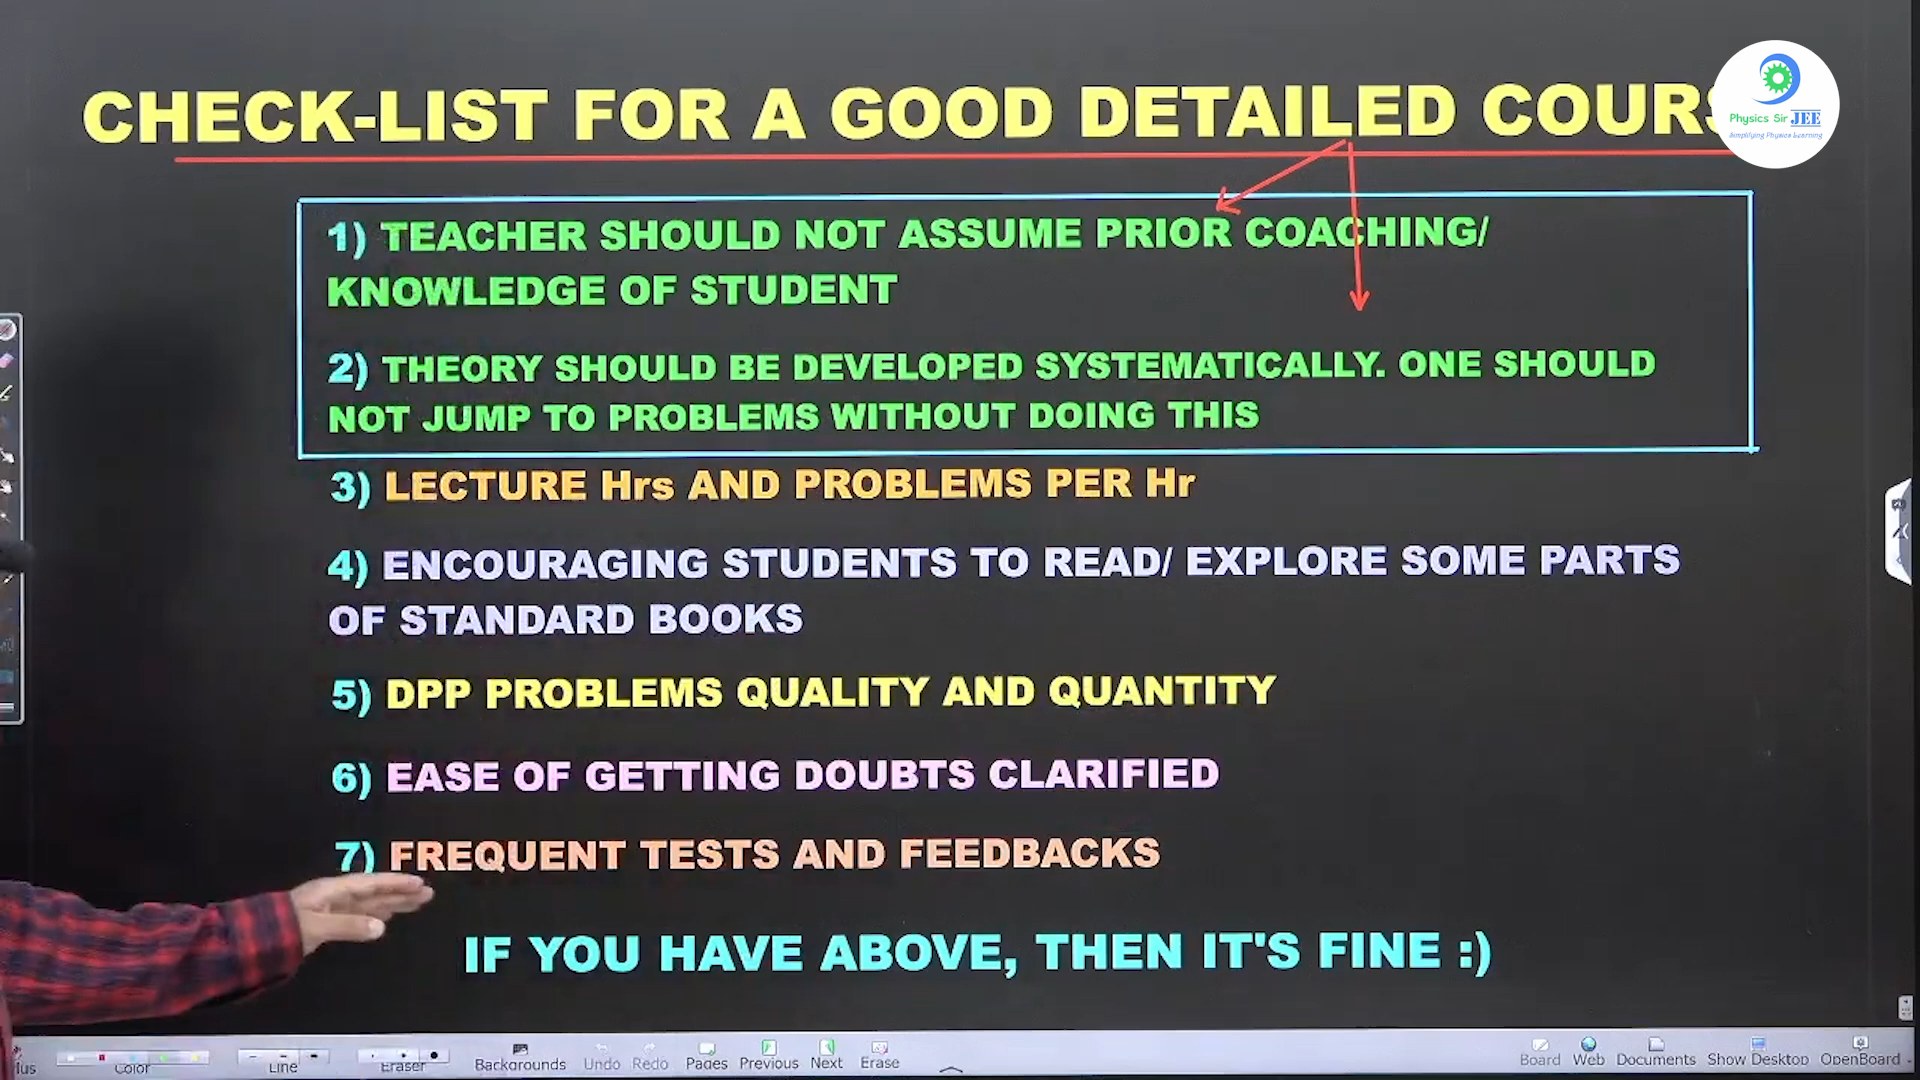 CHECK-LIST FOR A GOOD DETAILED COURS
Physics Sir JEE
Simplifying Physics Learning
1) TEACHER SHOULD NOT ASSUME PRIOR COACHING/
KNOWLEDGE OF STUDENT
2) THEORY SHOULD BE DEVELOPED SYSTEMATICALLY. ONE SHOULD
NOT JUMP TO PROBLEMS WITHOUT DOING THIS
3) LECTURE Hrs AND PROBLEMS PER Hr
4) ENCOURAGING STUDENTS TO READ/ EXPLORE SOME PARTS
OF STANDARD BOOKS
5) DPP PROBLEMS QUALITY AND QUANTITY
6) EASE OF GETTING DOUBTS CLARIFIED
7) FREQUENT TESTS AND FEEDBACKS
IF YOU HAVE ABOVE, THEN IT'S FINE :)
Color Line Eraser Backgrounds Undo Redo Pages Previous Next Erase Board Web Documents Show Desktop OpenBoard